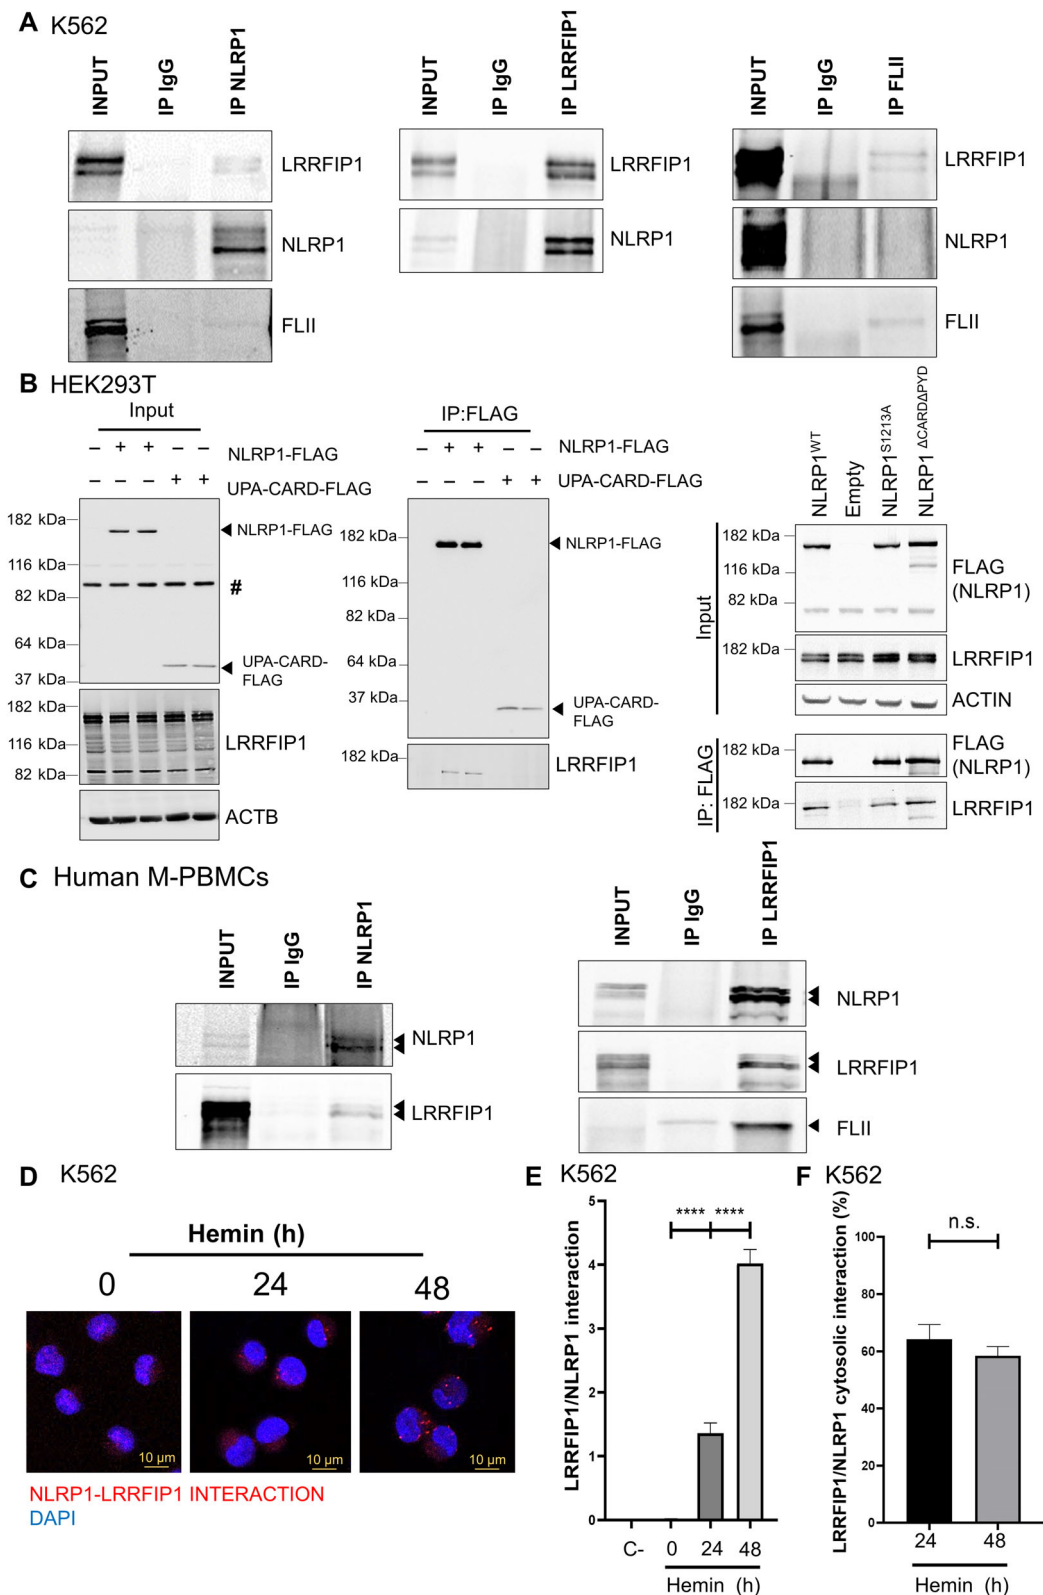 A K562
INPUT
IP IgG
IP NLRP1
LRRFIP1
NLRP1
FLII
INPUT
IP IgG
IP LRRFIP1
LRRFIP1
NLRP1
INPUT
IP IgG
IP FLII
LRRFIP1
NLRP1
FLII
B HEK293T
Input
– + + – – NLRP1-FLAG
– – – + + UPA-CARD-FLAG
182 kDa
NLRP1-FLAG
116 kDa
#
82 kDa
64 kDa
UPA-CARD-
FLAG
37 kDa
182 kDa
LRRFIP1
116 kDa
82 kDa
ACTB
IP:FLAG
– + + – – NLRP1-FLAG
– – – + + UPA-CARD-FLAG
182 kDa
NLRP1-FLAG
116 kDa
82 kDa
64 kDa
37 kDa
UPA-CARD-
FLAG
182 kDa
LRRFIP1
NLRP1WT
Empty
NLRP1S1213A
NLRP1 ΔCARDΔPYD
Input
182 kDa
116 kDa
82 kDa
FLAG
(NLRP1)
182 kDa
LRRFIP1
ACTIN
IP: FLAG
182 kDa
FLAG
(NLRP1)
182 kDa
LRRFIP1
C Human M-PBMCs
INPUT
IP IgG
IP NLRP1
NLRP1
LRRFIP1
INPUT
IP IgG
IP LRRFIP1
NLRP1
LRRFIP1
FLII
D K562
Hemin (h)
0 24 48
10 µm 10 µm 10 µm
NLRP1-LRRFIP1 INTERACTION
DAPI
E K562
LRRFIP1/NLRP1 interaction
5
4
3
2
1
0
**** ****
C- 0 24 48
Hemin (h)
F K562
LRRFIP1/NLRP1 cytosolic interaction (%)
100
80
60
40
20
0
n.s.
24 48
Hemin (h)